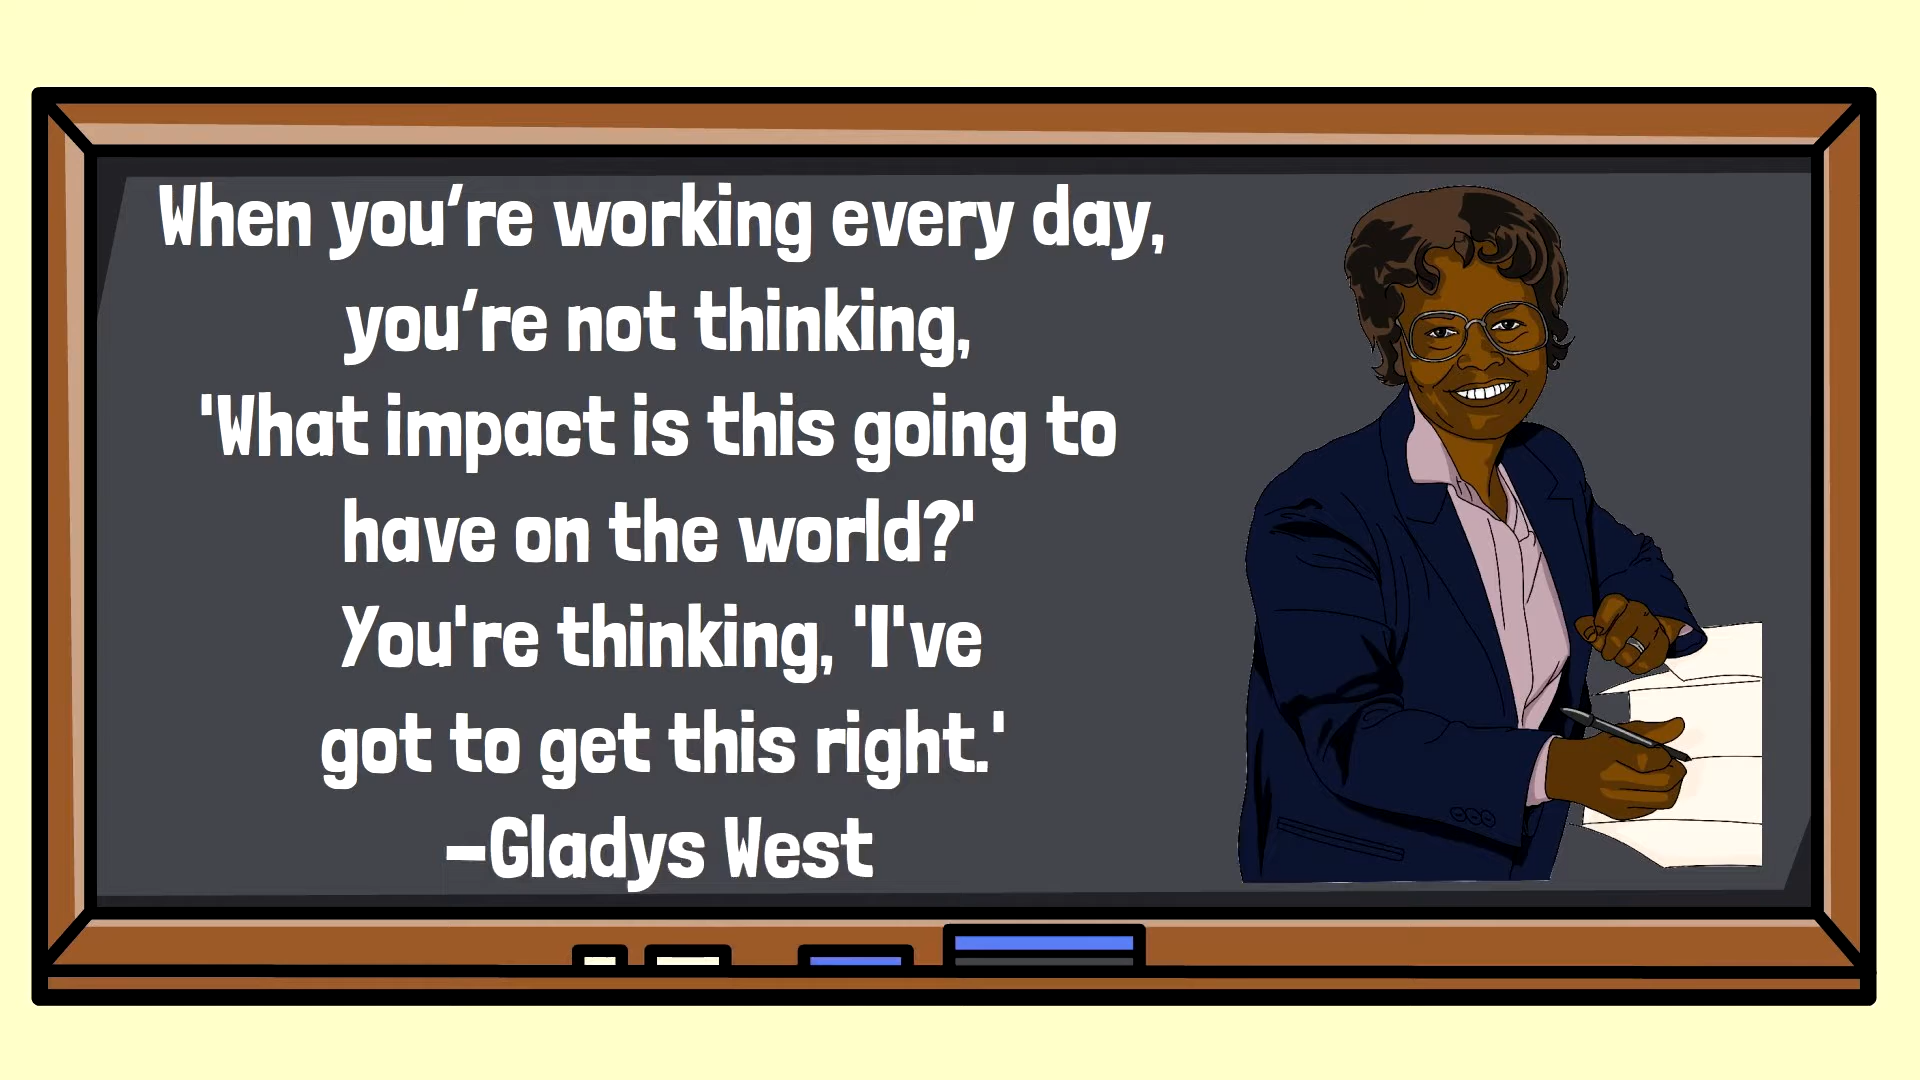 When you’re working every day,
you’re not thinking,
'What impact is this going to
have on the world?'
You're thinking, 'I've
got to get this right.'
–Gladys West